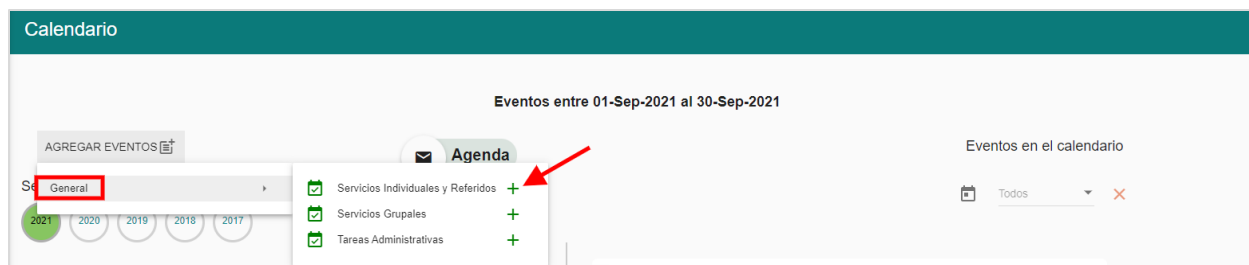 Calendario
Eventos entre 01-Sep-2021 al 30-Sep-2021
AGREGAR EVENTOS
Agenda
Eventos en el calendario
Se
General
Servicios Individuales y Referidos
Todos
Servicios Grupales
Tareas Administrativas
2021 2020 2019 2018 2017